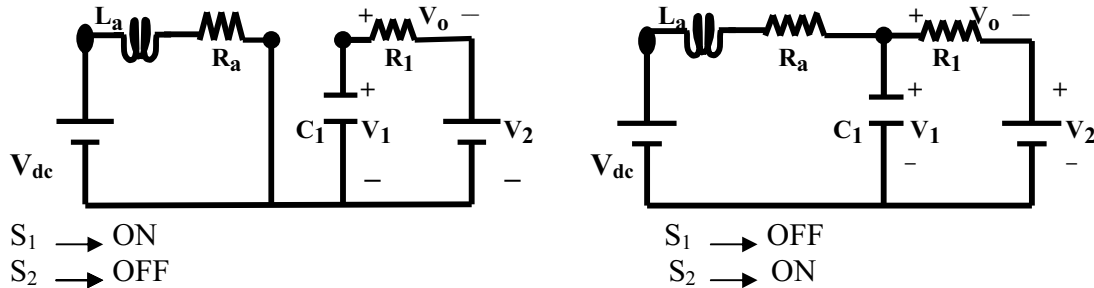 La + Vo −
Ra R1
+
C1 V1 V2
Vdc
− −
S1 → ON
S2 → OFF
La + Vo −
Ra R1
+ +
C1 V1 V2
Vdc
− −
S1 → OFF
S2 → ON